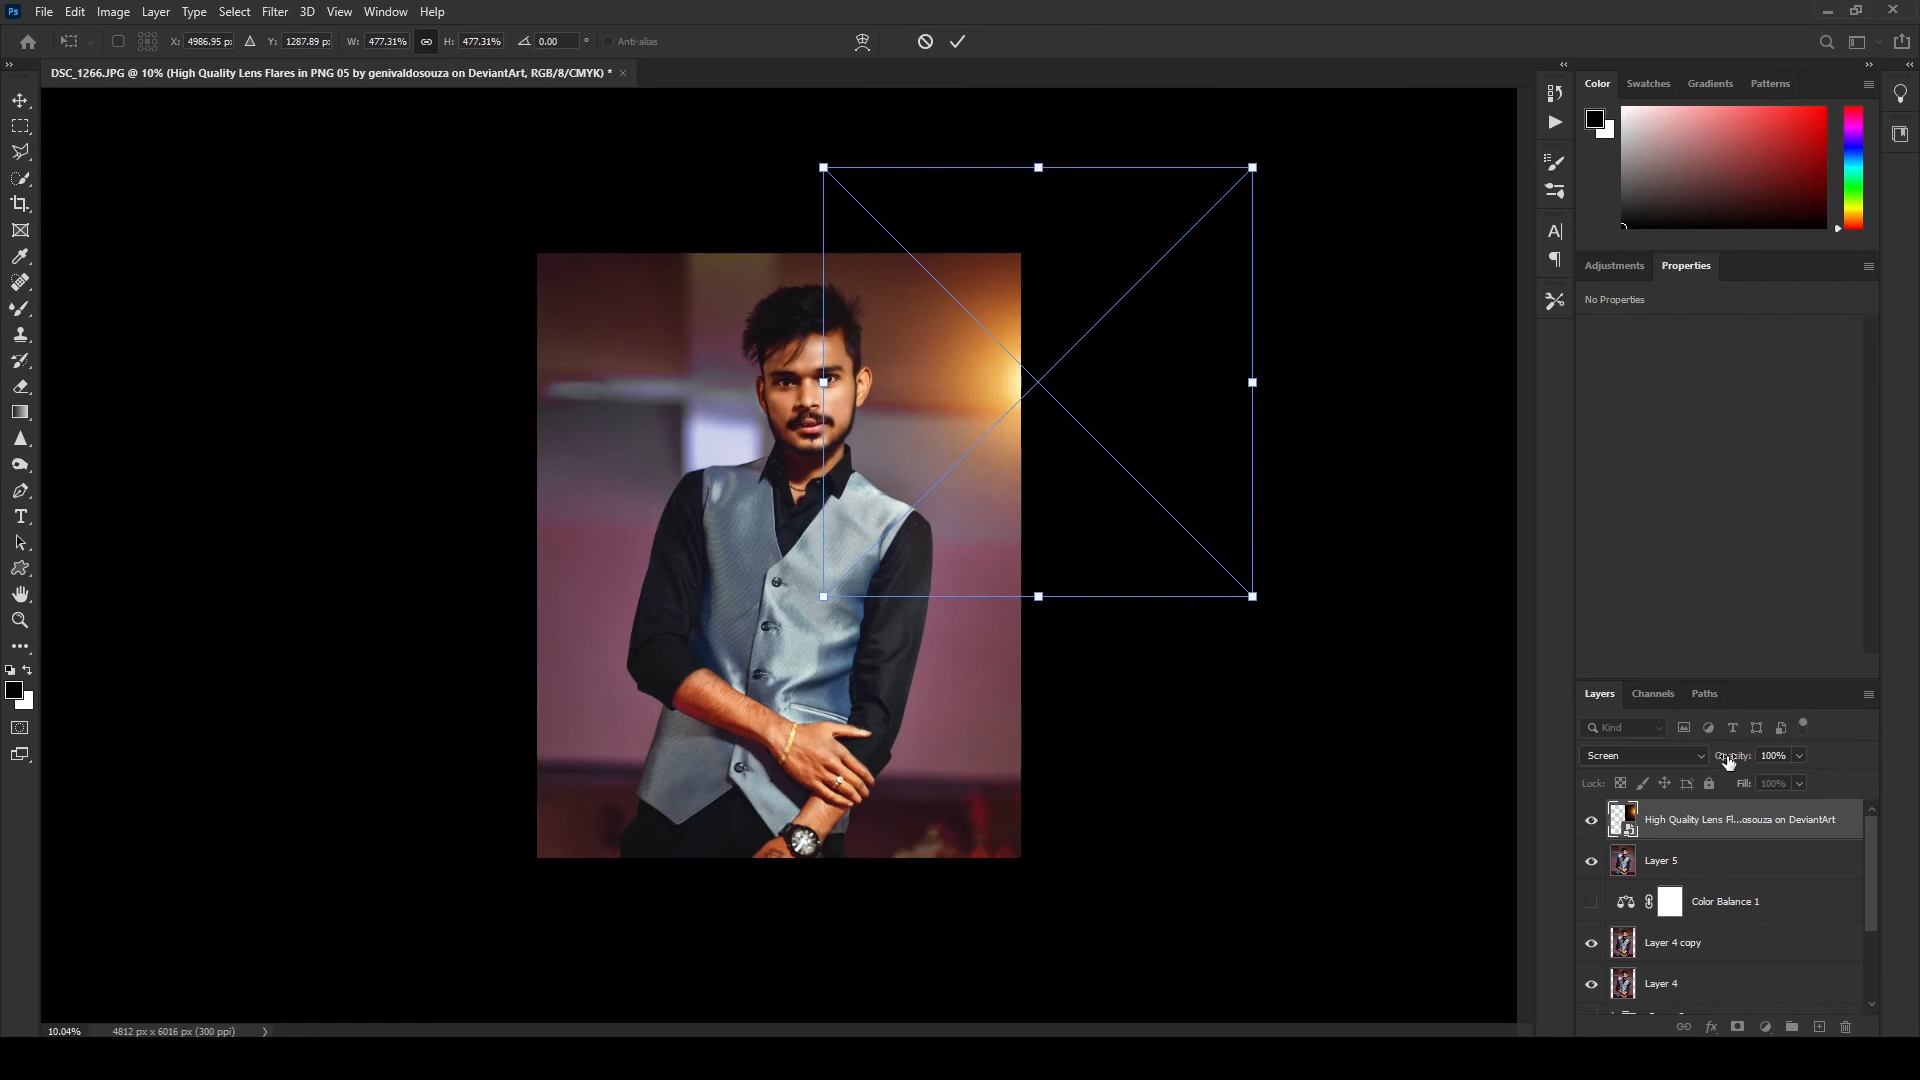 Ps File Edit Image Layer Type Select Filter 3D View Window Help
X: 4986.95 p: Y: 1287.89 p: W: 477.31% H: 477.31% 0.00 ° Anti-alias
DSC_1266.JPG @ 10% (High Quality Lens Flares in PNG 05 by genivaldosouza on DeviantArt, RGB/8/CMYK) * ×
Color Swatches Gradients Patterns
Adjustments Properties
No Properties
Layers Channels Paths
Kind
Screen Opacity: 100%
Lock: Fill: 100%
High Quality Lens Fl...osouza on DeviantArt
Layer 5
Color Balance 1
Layer 4 copy
Layer 4
10.04% 4812 px x 6016 px (300 ppi)